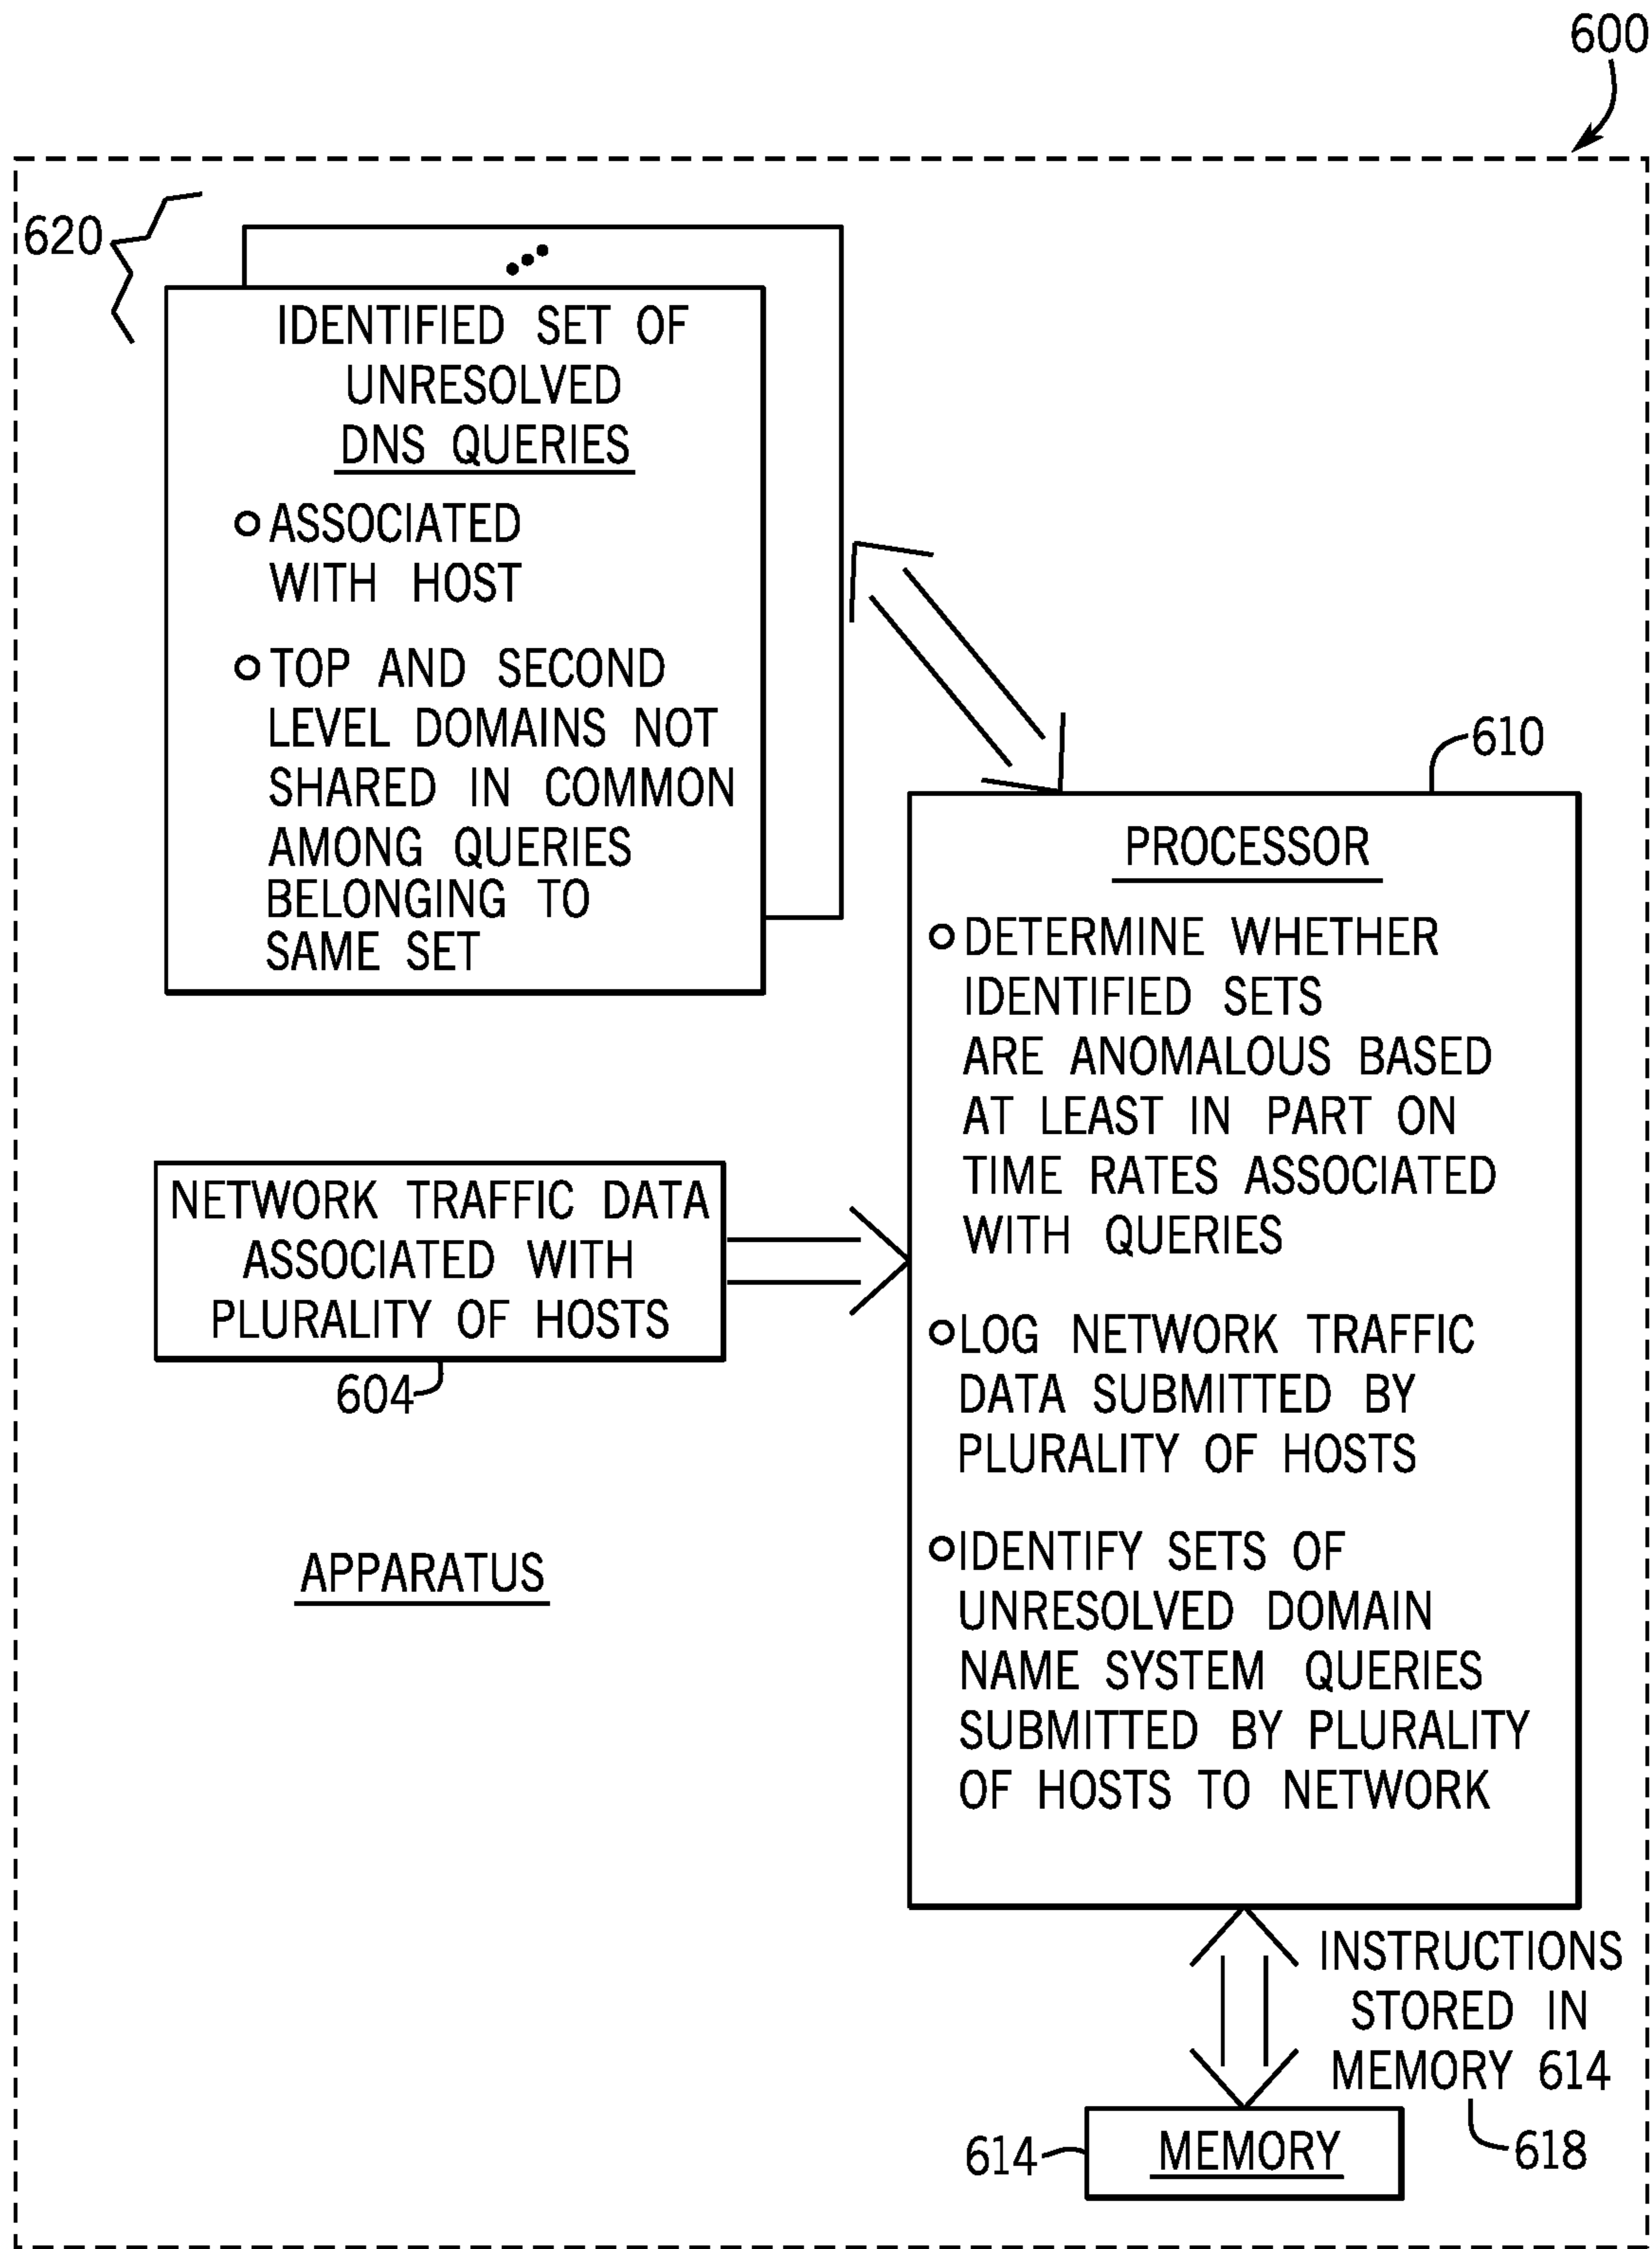 600
620
IDENTIFIED SET OF
UNRESOLVED
DNS QUERIES
ASSOCIATED
WITH HOST
TOP AND SECOND
LEVEL DOMAINS NOT
SHARED IN COMMON
AMONG QUERIES
BELONGING TO
SAME SET
610
PROCESSOR
DETERMINE WHETHER
IDENTIFIED SETS
ARE ANOMALOUS BASED
AT LEAST IN PART ON
TIME RATES ASSOCIATED
WITH QUERIES
LOG NETWORK TRAFFIC
DATA SUBMITTED BY
PLURALITY OF HOSTS
IDENTIFY SETS OF
UNRESOLVED DOMAIN
NAME SYSTEM QUERIES
SUBMITTED BY PLURALITY
OF HOSTS TO NETWORK
NETWORK TRAFFIC DATA
ASSOCIATED WITH
PLURALITY OF HOSTS
604
APPARATUS
INSTRUCTIONS
STORED IN
MEMORY 614
618
614
MEMORY